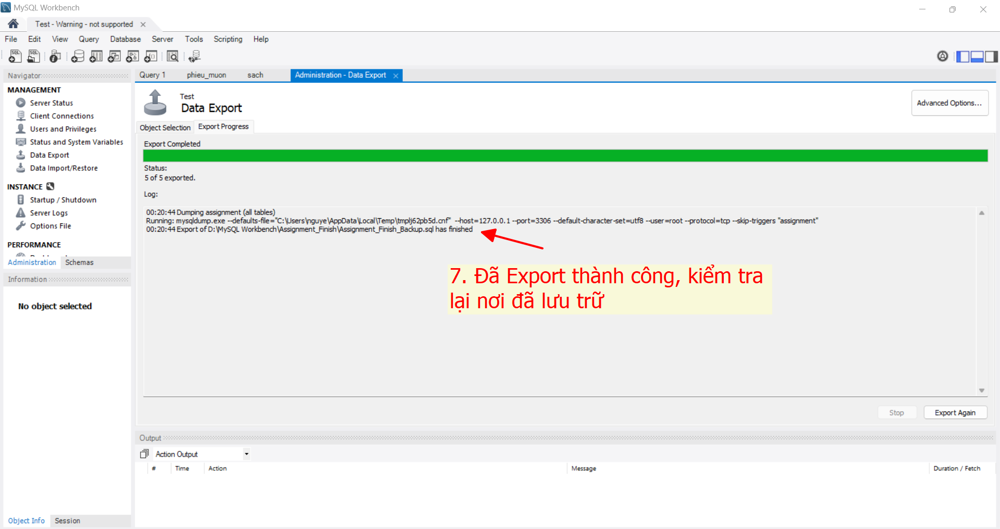 MySQL Workbench
Test - Warning - not supported
File Edit View Query Database Server Tools Scripting Help
Navigator
MANAGEMENT
Server Status
Client Connections
Users and Privileges
Status and System Variables
Data Export
Data Import/Restore
INSTANCE
Startup / Shutdown
Server Logs
Options File
PERFORMANCE
Administration Schemas
Information
No object selected
Object Info Session
Query 1 phieu_muon sach Administration - Data Export
Test
Data Export
Advanced Options...
Object Selection Export Progress
Export Completed
Status:
5 of 5 exported.
Log:
00:20:44 Dumping assignment (all tables)
Running: mysqldump.exe --defaults-file="C:\Users\nguye\AppData\Local\Temp\tmplj62pb5d.cnf" --host=127.0.0.1 --port=3306 --default-character-set=utf8 --user=root --protocol=tcp --skip-triggers "assignment"
00:20:44 Export of D:\MySQL Workbench\Assignment_Finish\Assignment_Finish_Backup.sql has finished
7. Đã Export thành công, kiểm tra
lại nơi đã lưu trữ
Stop Export Again
Output
Action Output
# Time Action Message Duration / Fetch